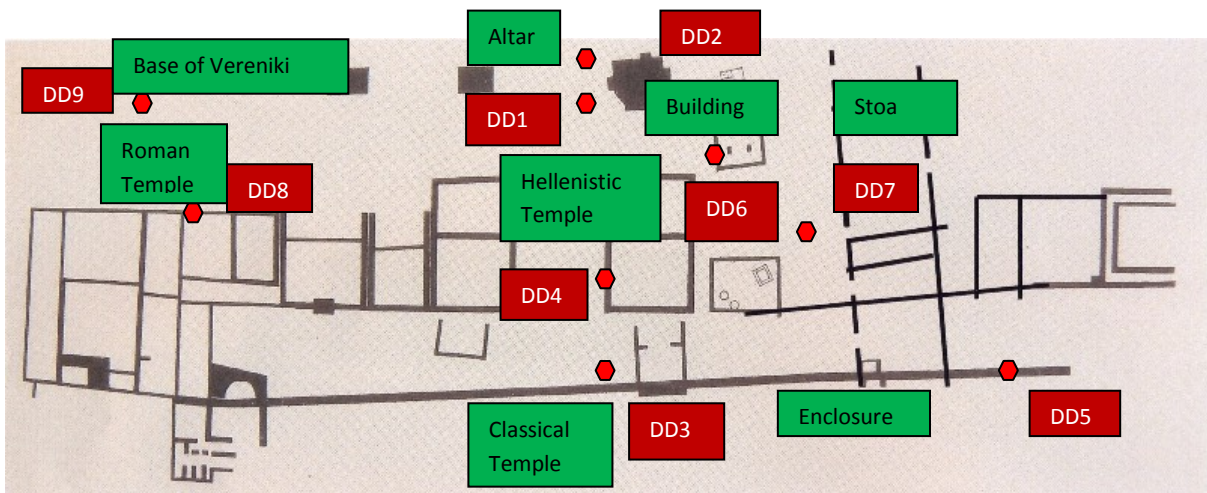 Altar
DD2
Base of Vereniki
DD9
DD1
Building
Stoa
Roman
Temple
DD8
Hellenistic
Temple
DD6
DD7
DD4
Classical
Temple
DD3
Enclosure
DD5